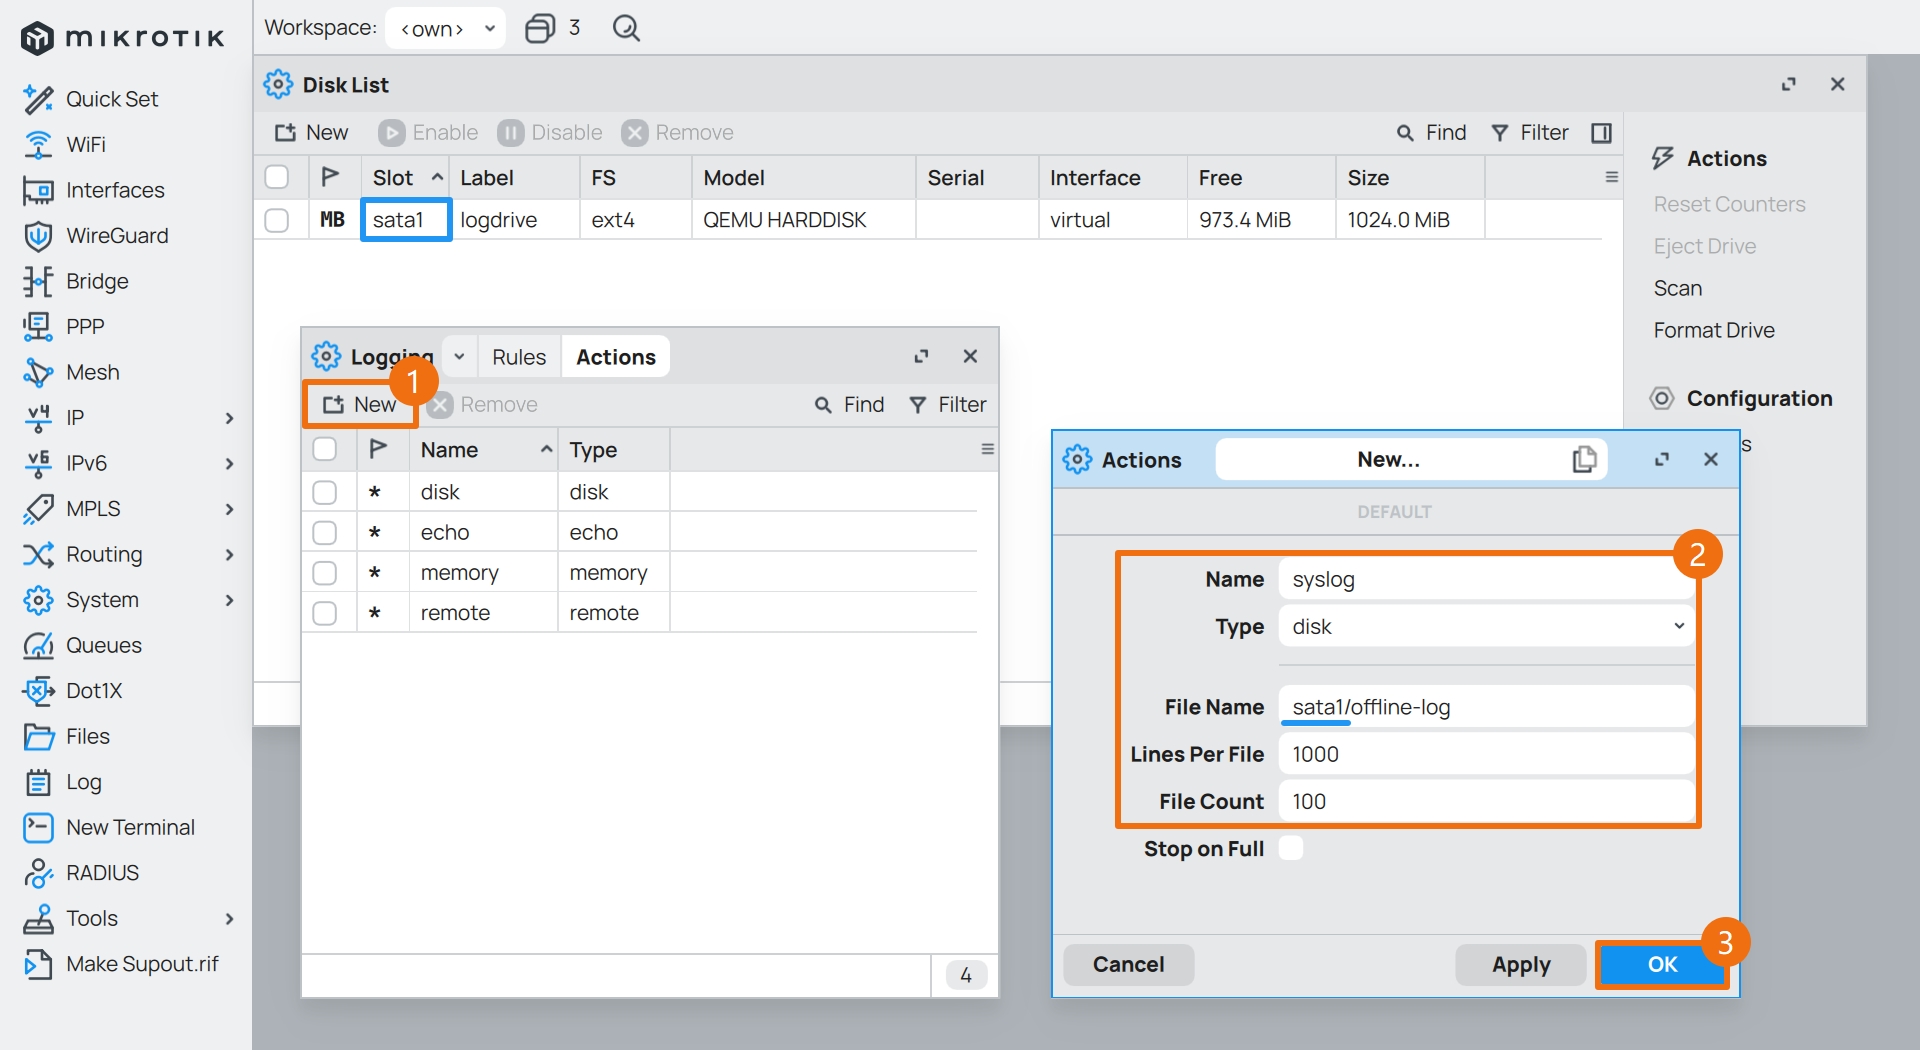 mikrotik
Workspace: <own> 3
Quick Set
WiFi
Interfaces
WireGuard
Bridge
PPP
Mesh
IP
IPv6
MPLS
Routing
System
Queues
Dot1X
Files
Log
New Terminal
RADIUS
Tools
Make Supout.rif
Disk List
New Enable Disable Remove Find Filter
Slot Label FS Model Serial Interface Free Size
MB sata1 logdrive ext4 QEMU HARDDISK virtual 973.4 MiB 1024.0 MiB
Actions
Reset Counters
Eject Drive
Scan
Format Drive
Configuration
s
Logging Rules Actions
1
New Remove Find Filter
Name Type
* disk disk
* echo echo
* memory memory
* remote remote
4
Actions New...
DEFAULT
2
Name syslog
Type disk
File Name sata1/offline-log
Lines Per File 1000
File Count 100
Stop on Full
3
Cancel Apply OK